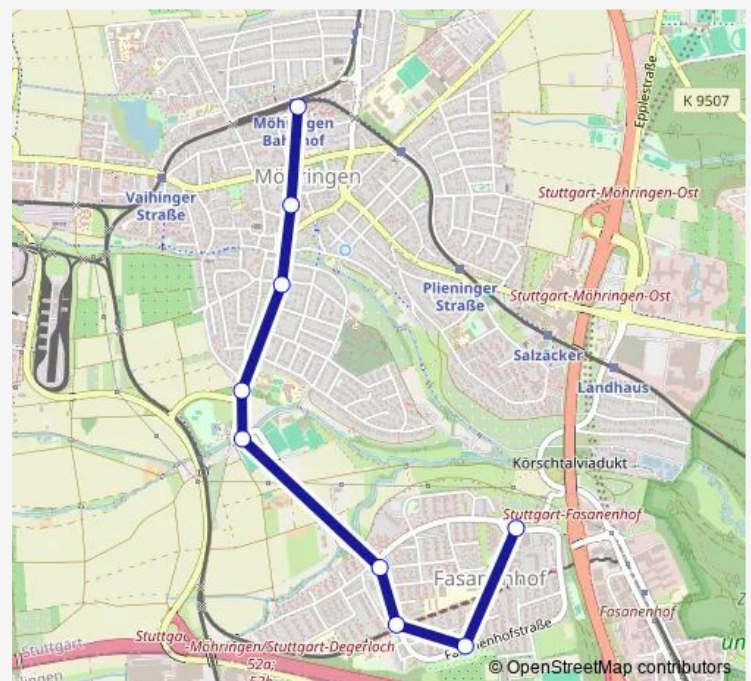 K 9507
Epplestraße
Möhringen
Bahnhof
Möhringen
Vaihinger
Straße
Stuttgart-Möhringen-Ost
Plieninger
Straße
Stuttgart-Möhringen-Ost
Salzäcker
Landhaus
Körschtalviadukt
Stuttgart-Fasanenhof
Fasanenhof
Fasanenhof
Fasanenhofstraße
Stuttgart
-Möhringen/Stuttgart-Degerloch
52a;
un
© OpenStreetMap contributors